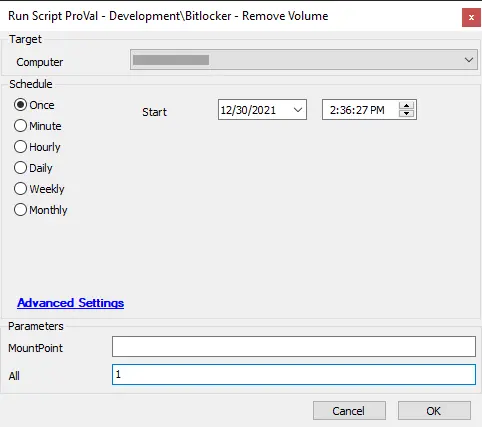 Run Script ProVal - Development\Bitlocker - Remove Volume
x
Target
Computer
Schedule
Once
Start
12/30/2021
2:36:27 PM
Minute
Hourly
Daily
Weekly
Monthly
Advanced Settings
Parameters
MountPoint
All
1
Cancel
OK